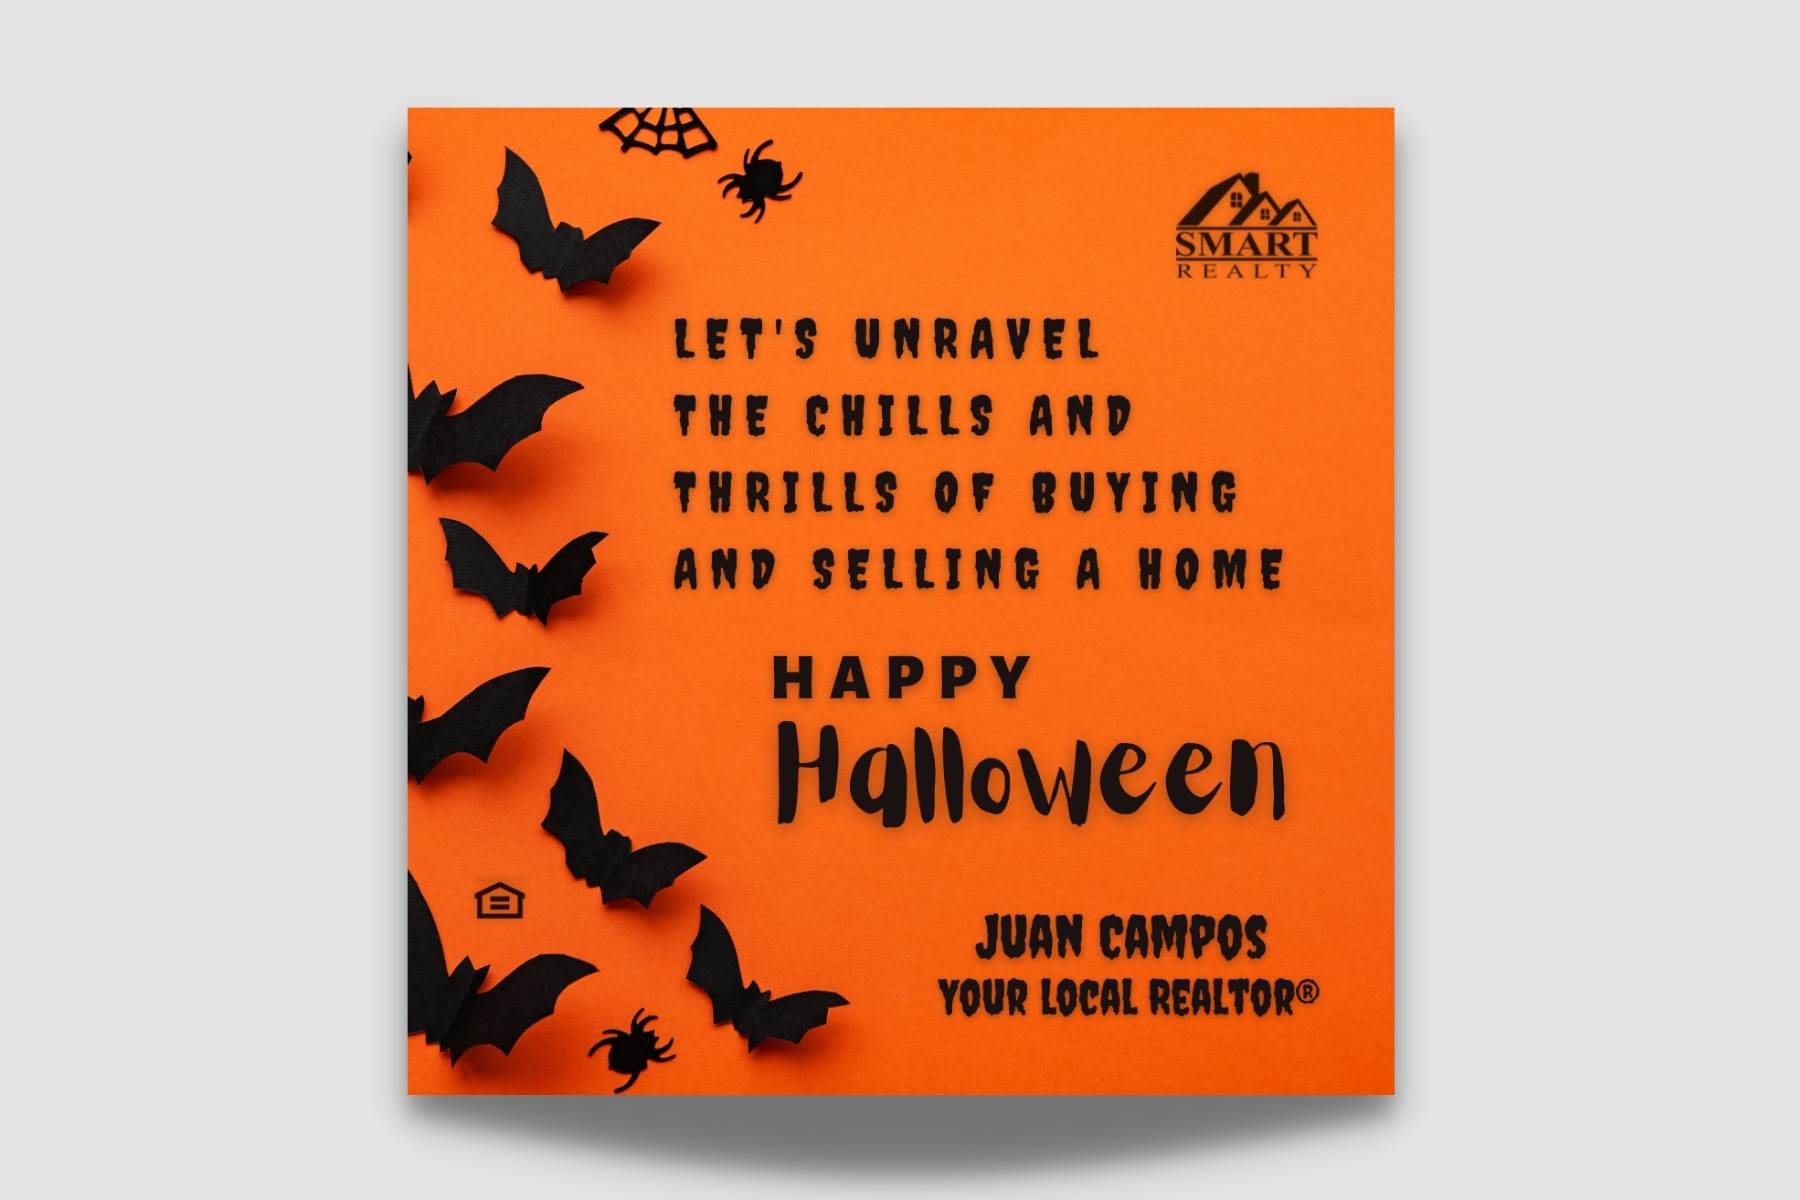 SMART
REALTY
LET'S UNRAVEL
THE CHILLS AND
THRILLS OF BUYING
AND SELLING A HOME
HAPPY
Halloween
JUAN CAMPOS
YOUR LOCAL REALTOR®